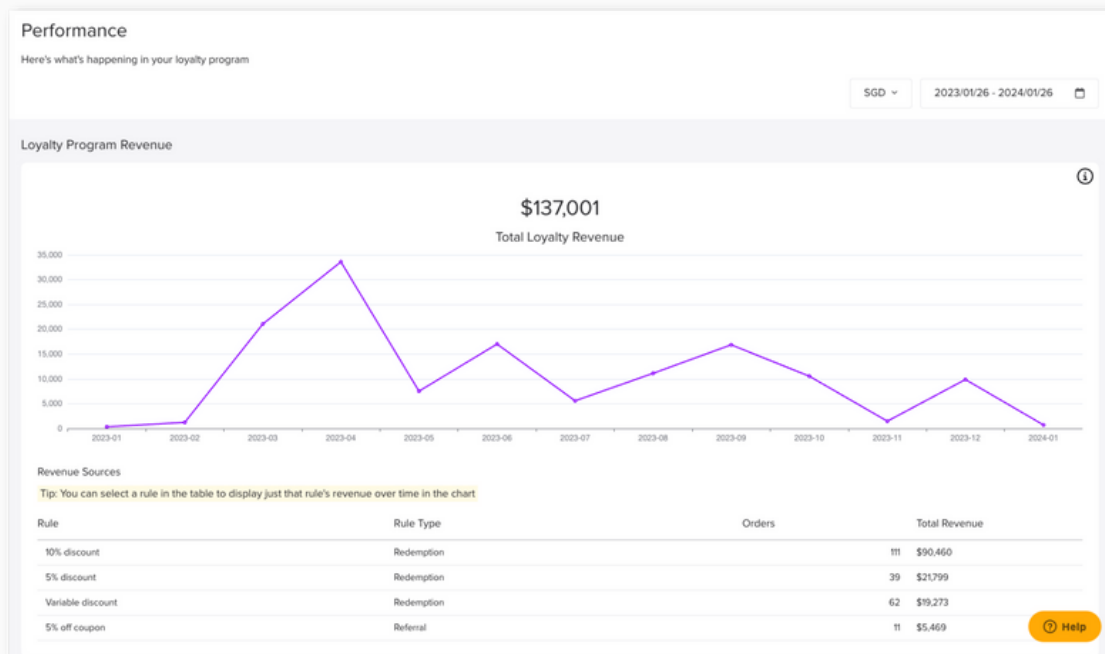 Performance
Here's what's happening in your loyalty program
SGD 2023/01/26 - 2024/01/26
Loyalty Program Revenue
$137,001
Total Loyalty Revenue
35,000
30,000
25,000
20,000
15,000
10,000
5,000
0
2023-01 2023-02 2023-03 2023-04 2023-05 2023-06 2023-07 2023-08 2023-09 2023-10 2023-11 2023-12 2024-01
Revenue Sources
Tip: You can select a rule in the table to display just that rule's revenue over time in the chart
Rule Rule Type Orders Total Revenue
10% discount Redemption 111 $90,460
5% discount Redemption 39 $21,799
Variable discount Redemption 62 $19,273
5% off coupon Referral 11 $5,469
Help